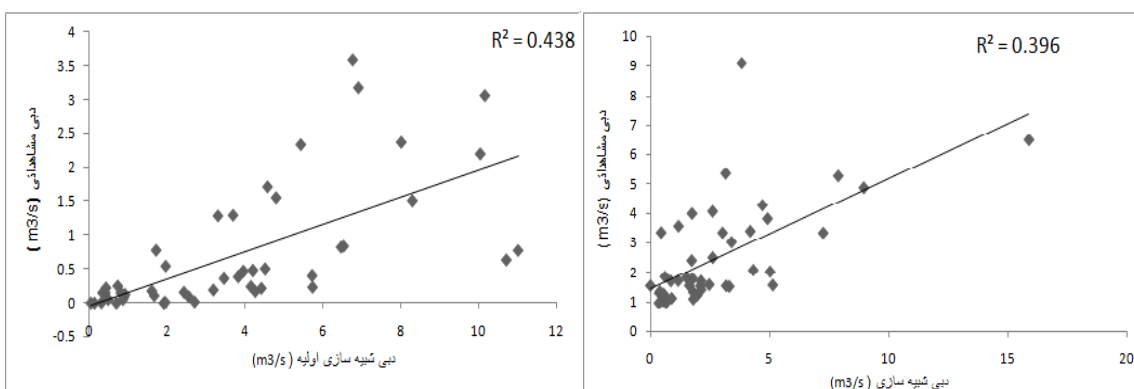 R² = 0.438
4
3.5
3
2.5
2
1.5
1
0.5
0
-0.5
0 2 4 6 8 10 12
دبی مشاهداتی (m3/s)
دبی شبیه سازی اولیه (m3/s)
R² = 0.396
10
9
8
7
6
5
4
3
2
1
0
0 5 10 15 20
دبی مشاهداتی (m3/s)
دبی شبیه سازی (m3/s)